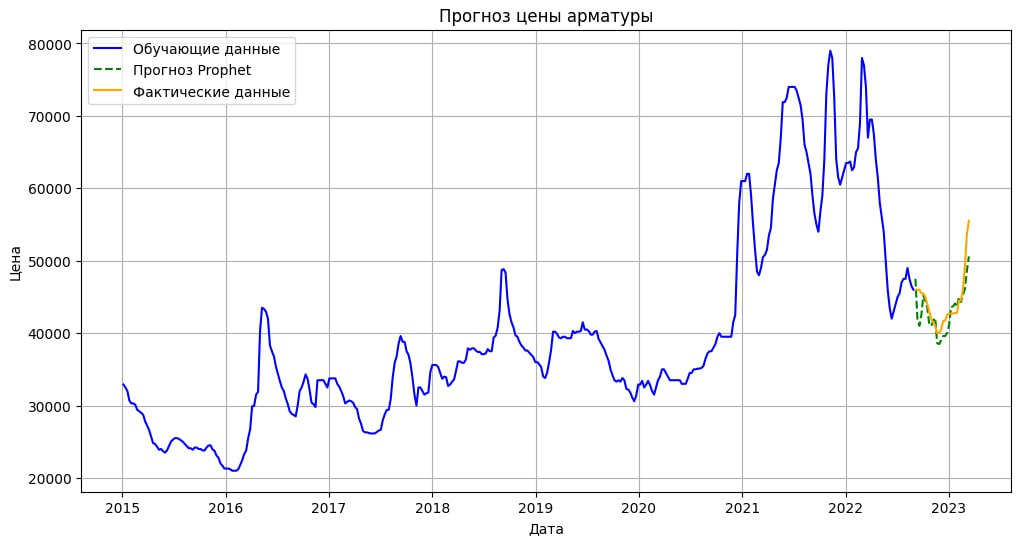 Прогноз цены арматуры
Обучающие данные
Прогноз Prophet
Фактические данные
80000
70000
60000
50000
40000
30000
20000
Цена
2015 2016 2017 2018 2019 2020 2021 2022 2023
Дата